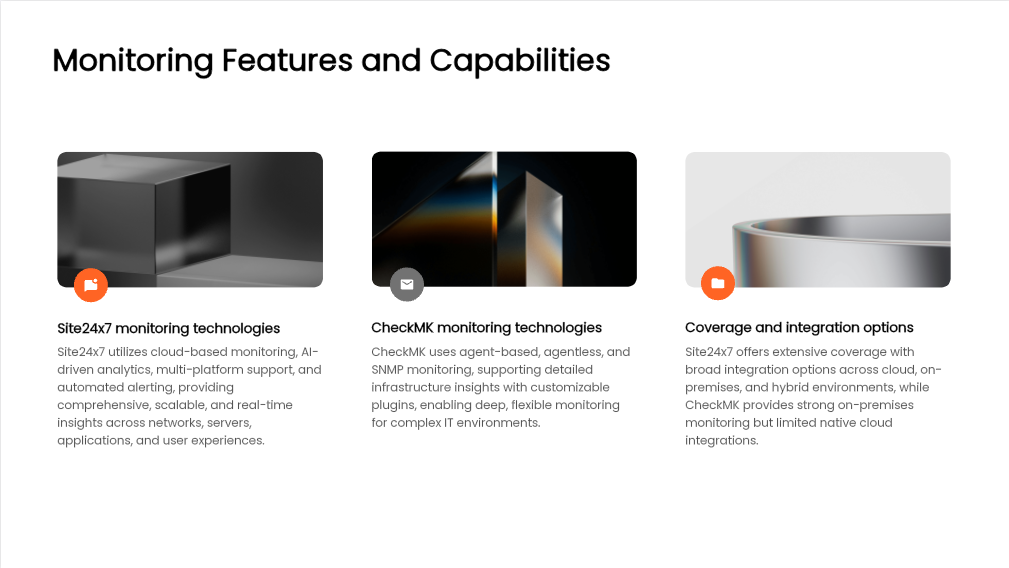 Monitoring Features and Capabilities
Site24x7 monitoring technologies
Site24x7 utilizes cloud-based monitoring, AI-
driven analytics, multi-platform support, and
automated alerting, providing
comprehensive, scalable, and real-time
insights across networks, servers,
applications, and user experiences.
CheckMK monitoring technologies
CheckMK uses agent-based, agentless, and
SNMP monitoring, supporting detailed
infrastructure insights with customizable
plugins, enabling deep, flexible monitoring
for complex IT environments.
Coverage and integration options
Site24x7 offers extensive coverage with
broad integration options across cloud, on-
premises, and hybrid environments, while
CheckMK provides strong on-premises
monitoring but limited native cloud
integrations.